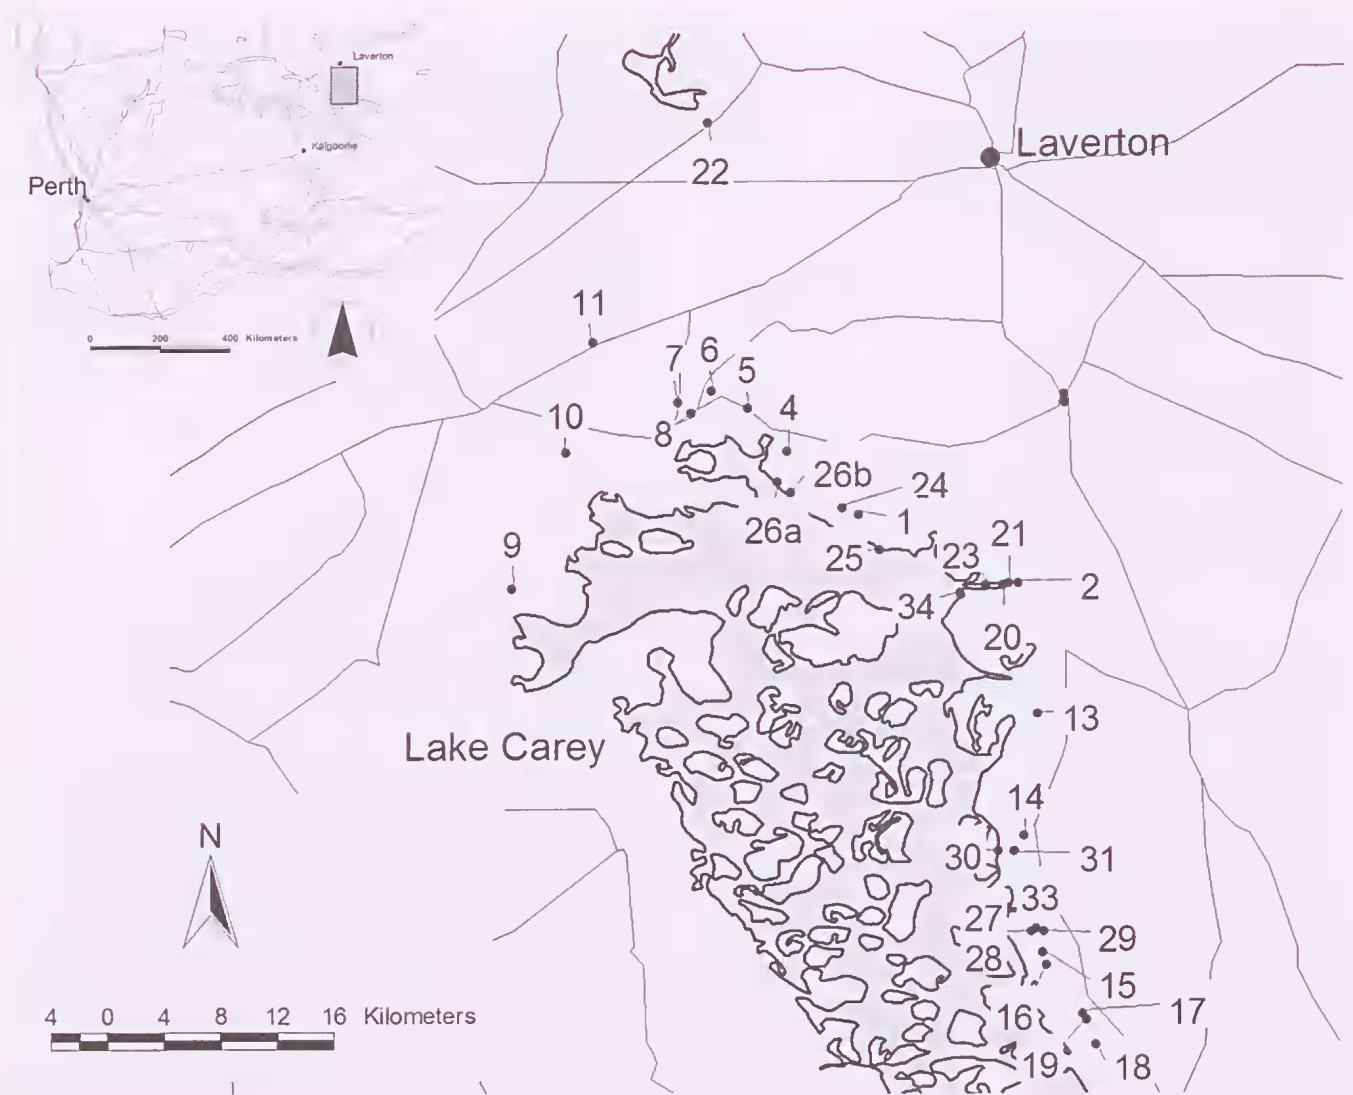 Laverton
Kalgoorlie
Perth
0 200 400 Kilometers
Laverton
22
11
7 6 5
10 8 4
26b 24
26a 1
9 25 23 21
34 2
20
13
Lake Carey
14
N
30 31
33
27 29
28
15
4 0 4 8 12 16 Kilometers
16 17
19 18